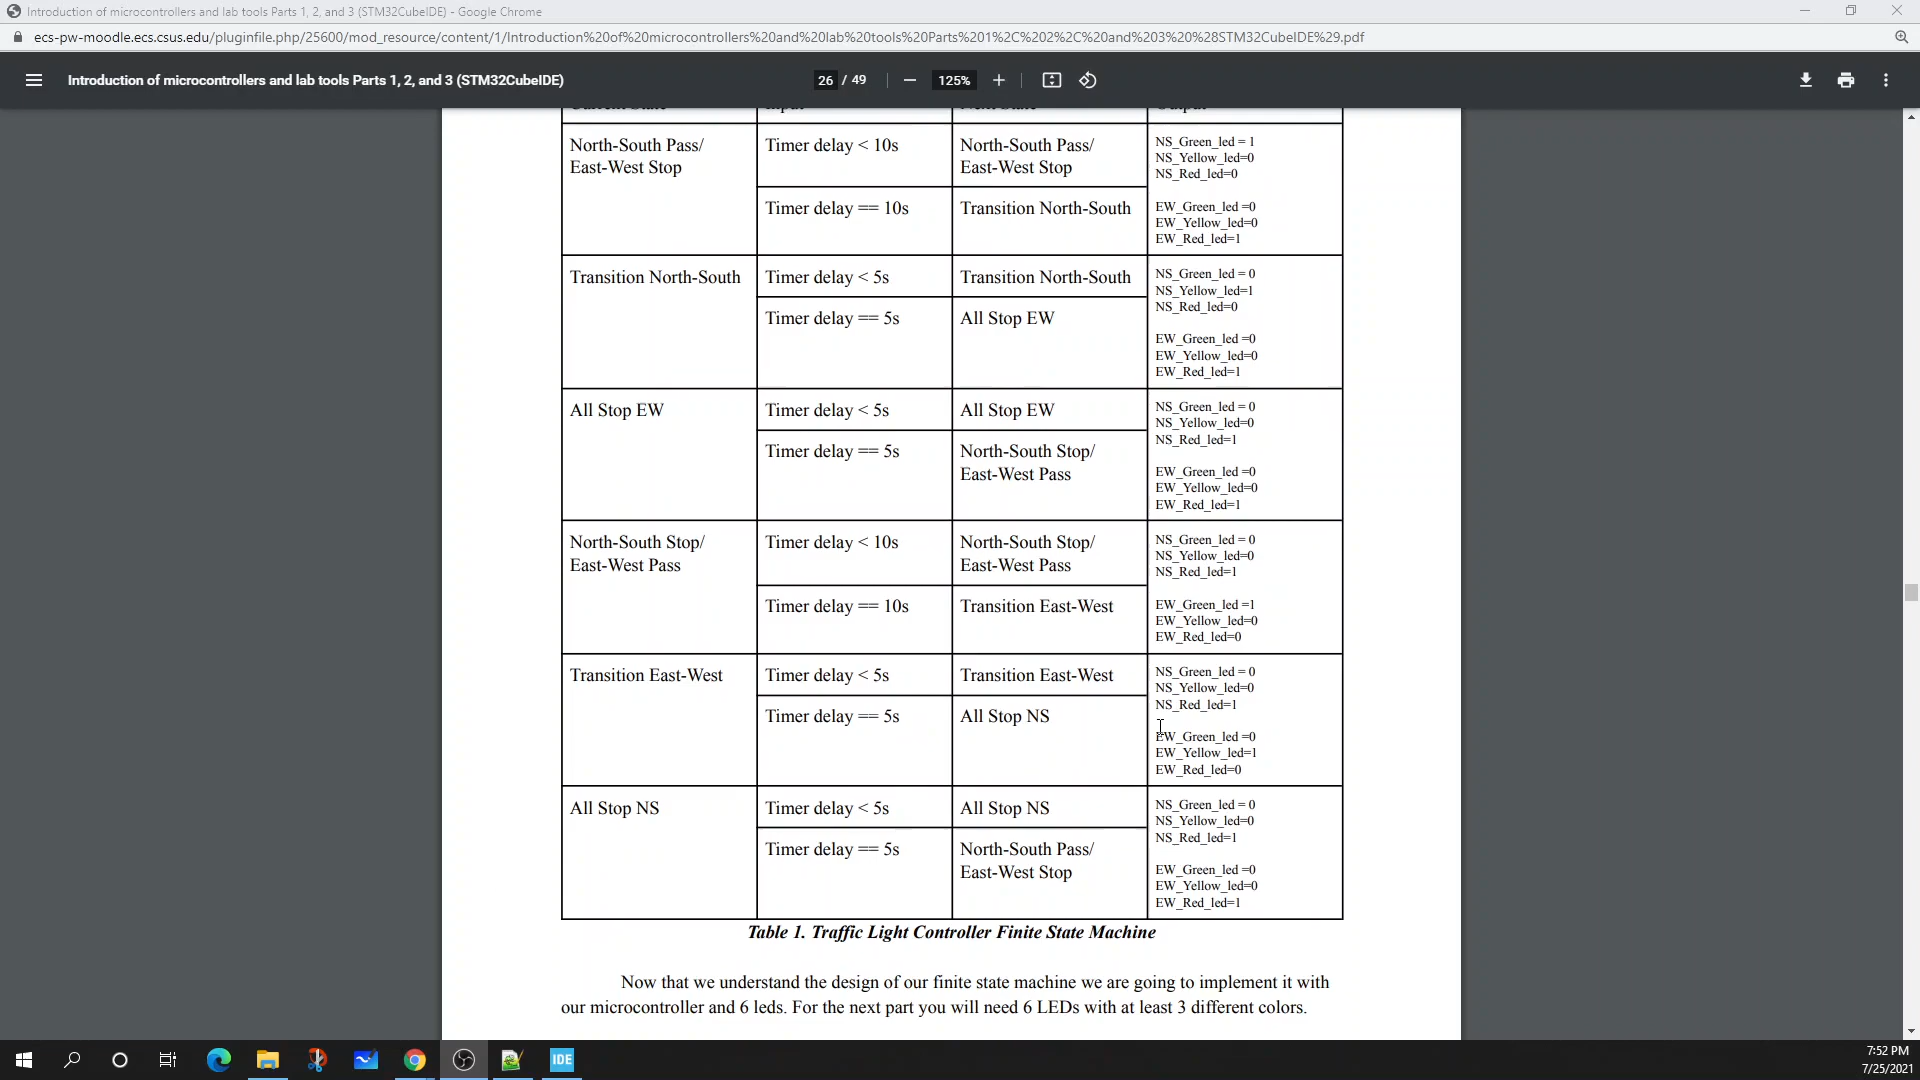 Introduction of microcontrollers and lab tools Parts 1, 2, and 3 (STM32CubeIDE) - Google Chrome
ecs-pw-moodle.ecs.csus.edu/pluginfile.php/25600/mod_resource/content/1/Introduction%20of%20microcontrollers%20and%20lab%20tools%20Parts%201%2C%202%2C%20and%203%20%28STM32CubeIDE%29.pdf
Introduction of microcontrollers and lab tools Parts 1, 2, and 3 (STM32CubeIDE)
26 / 49
125%
North-South Pass/
East-West Stop
Timer delay < 10s
North-South Pass/
East-West Stop
NS_Green_led = 1
NS_Yellow_led=0
NS_Red_led=0
Timer delay == 10s
Transition North-South
EW_Green_led =0
EW_Yellow_led=0
EW_Red_led=1
Transition North-South
Timer delay < 5s
Transition North-South
NS_Green_led = 0
NS_Yellow_led=1
NS_Red_led=0
Timer delay == 5s
All Stop EW
EW_Green_led =0
EW_Yellow_led=0
EW_Red_led=1
All Stop EW
Timer delay < 5s
All Stop EW
NS_Green_led = 0
NS_Yellow_led=0
NS_Red_led=1
Timer delay == 5s
North-South Stop/
East-West Pass
EW_Green_led =0
EW_Yellow_led=0
EW_Red_led=1
North-South Stop/
East-West Pass
Timer delay < 10s
North-South Stop/
East-West Pass
NS_Green_led = 0
NS_Yellow_led=0
NS_Red_led=1
Timer delay == 10s
Transition East-West
EW_Green_led =1
EW_Yellow_led=0
EW_Red_led=0
Transition East-West
Timer delay < 5s
Transition East-West
NS_Green_led = 0
NS_Yellow_led=0
NS_Red_led=1
Timer delay == 5s
All Stop NS
EW_Green_led =0
EW_Yellow_led=1
EW_Red_led=0
All Stop NS
Timer delay < 5s
All Stop NS
NS_Green_led = 0
NS_Yellow_led=0
NS_Red_led=1
Timer delay == 5s
North-South Pass/
East-West Stop
EW_Green_led =0
EW_Yellow_led=0
EW_Red_led=1
Table 1. Traffic Light Controller Finite State Machine
Now that we understand the design of our finite state machine we are going to implement it with
our microcontroller and 6 leds. For the next part you will need 6 LEDs with at least 3 different colors.
IDE
7:52 PM
7/25/2021